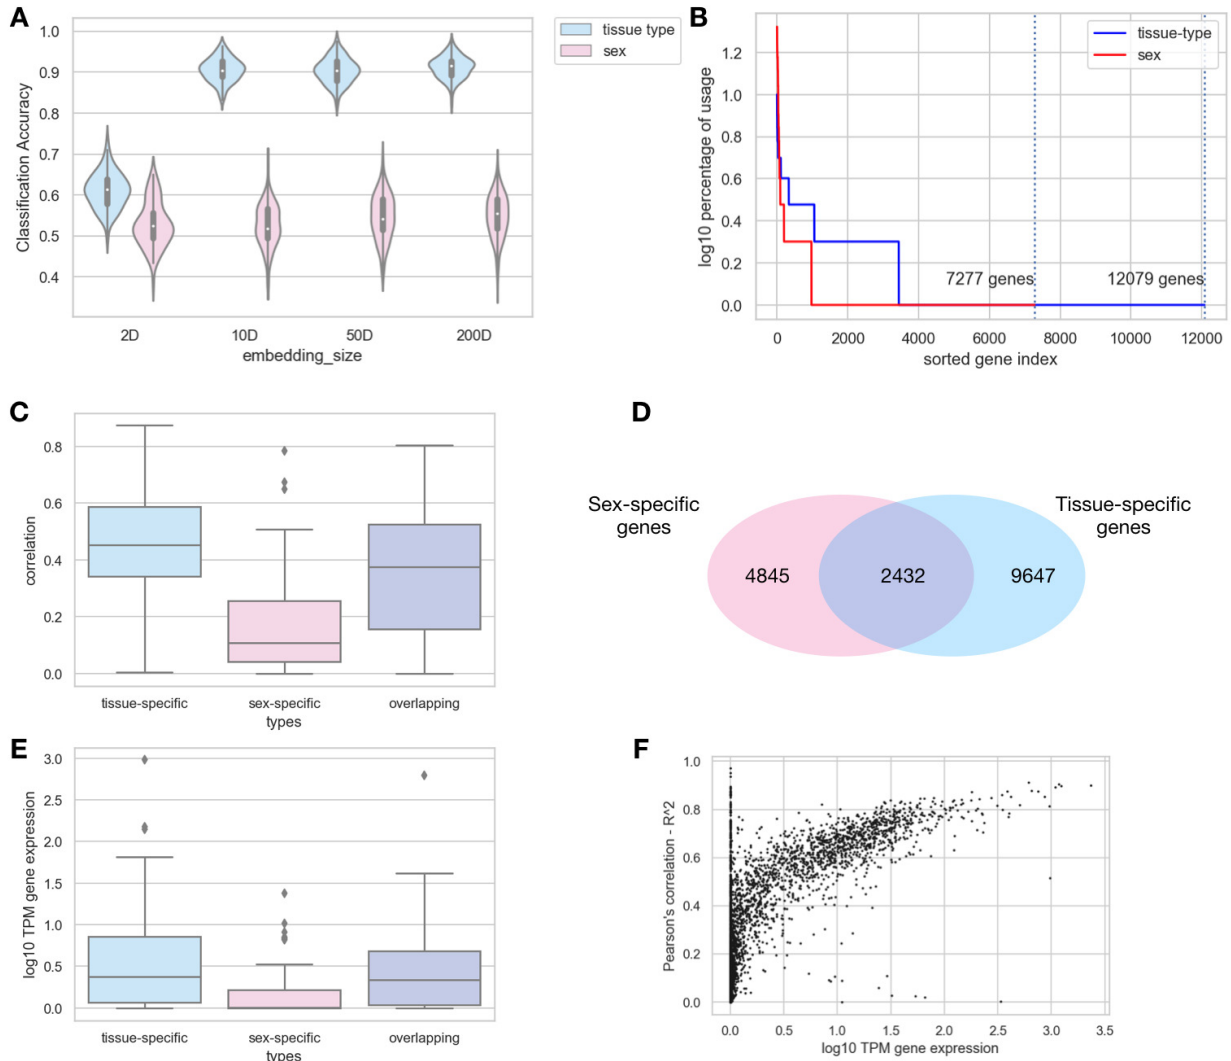 A
1.0
0.9
0.8
0.7
0.6
0.5
0.4
Classification Accuracy
2D
10D
50D
200D
embedding_size
tissue type
sex
B
1.2
1.0
0.8
0.6
0.4
0.2
0.0
log10 percentage of usage
tissue-type
sex
7277 genes
12079 genes
0
2000
4000
6000
8000
10000
12000
sorted gene index
C
0.8
0.6
0.4
0.2
0.0
correlation
tissue-specific
sex-specific
overlapping
types
D
Sex-specific
genes
Tissue-specific
genes
4845
2432
9647
E
3.0
2.5
2.0
1.5
1.0
0.5
0.0
log10 TPM gene expression
tissue-specific
sex-specific
overlapping
types
F
1.0
0.8
0.6
0.4
0.2
0.0
Pearson's correlation - R^2
0.0
0.5
1.0
1.5
2.0
2.5
3.0
3.5
log10 TPM gene expression